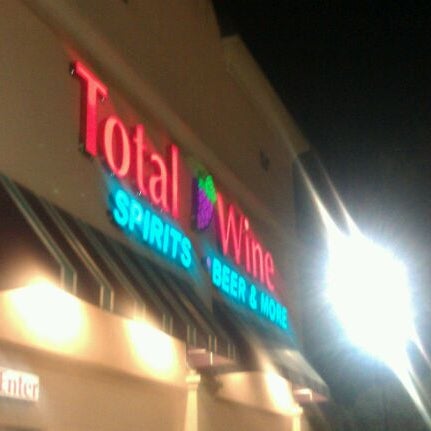 Total Wine
SPIRITS • BEER & MORE
Enter